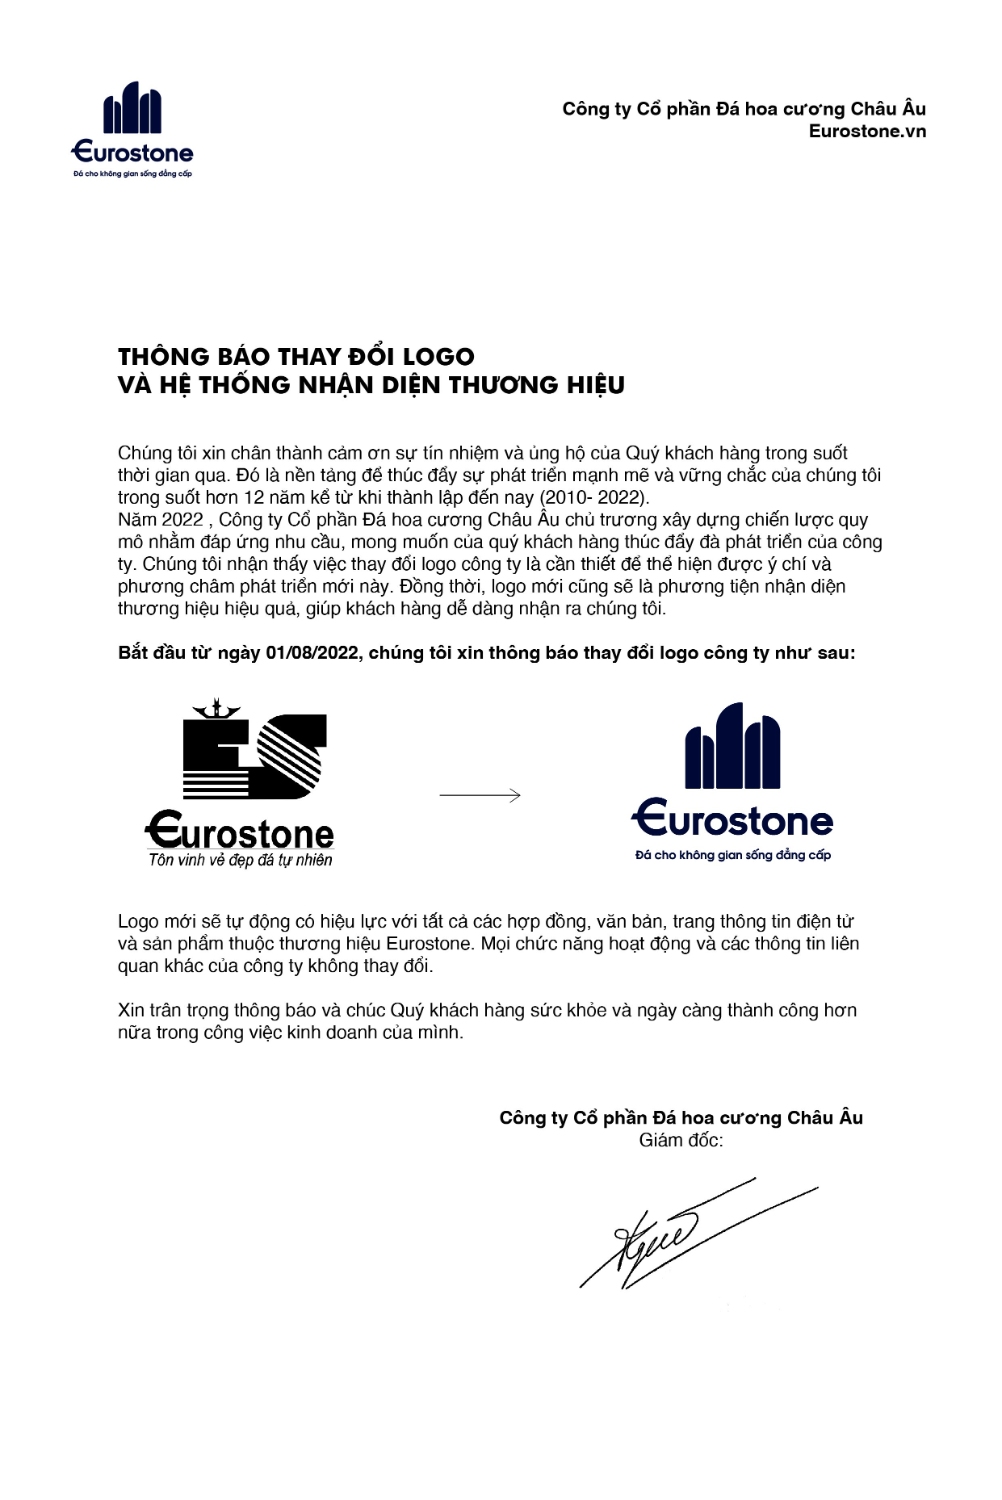 Eurostone
Đá cho không gian sống đẳng cấp
Công ty Cổ phần Đá hoa cương Châu Âu
Eurostone.vn
THÔNG BÁO THAY ĐỔI LOGO
VÀ HỆ THỐNG NHẬN DIỆN THƯƠNG HIỆU
Chúng tôi xin chân thành cảm ơn sự tín nhiệm và ủng hộ của Quý khách hàng trong suốt
thời gian qua. Đó là nền tảng để thúc đẩy sự phát triển mạnh mẽ và vững chắc của chúng tôi
trong suốt hơn 12 năm kể từ khi thành lập đến nay (2010- 2022).
Năm 2022 , Công ty Cổ phần Đá hoa cương Châu Âu chủ trương xây dựng chiến lược quy
mô nhằm đáp ứng nhu cầu, mong muốn của quý khách hàng thúc đẩy đà phát triển của công
ty. Chúng tôi nhận thấy việc thay đổi logo công ty là cần thiết để thể hiện được ý chí và
phương châm phát triển mới này. Đồng thời, logo mới cũng sẽ là phương tiện nhận diện
thương hiệu hiệu quả, giúp khách hàng dễ dàng nhận ra chúng tôi.
Bắt đầu từ ngày 01/08/2022, chúng tôi xin thông báo thay đổi logo công ty như sau:
ES
Eurostone
Tôn vinh vẻ đẹp đá tự nhiên
Eurostone
Đá cho không gian sống đẳng cấp
Logo mới sẽ tự động có hiệu lực với tất cả các hợp đồng, văn bản, trang thông tin điện tử
và sản phẩm thuộc thương hiệu Eurostone. Mọi chức năng hoạt động và các thông tin liên
quan khác của công ty không thay đổi.
Xin trân trọng thông báo và chúc Quý khách hàng sức khỏe và ngày càng thành công hơn
nữa trong công việc kinh doanh của mình.
Công ty Cổ phần Đá hoa cương Châu Âu
Giám đốc: